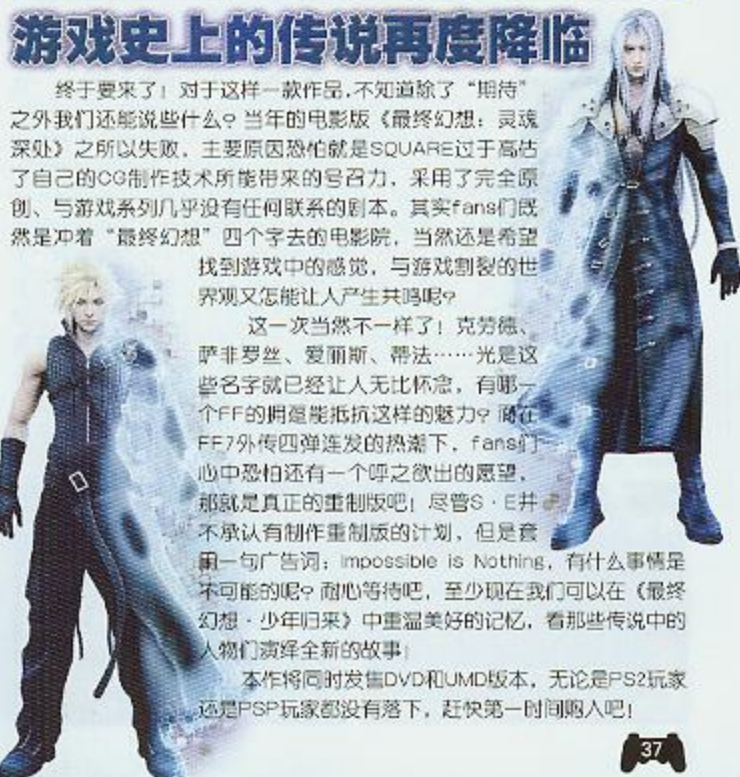 游戏史上的传说再度降临
终于要来了！对于这样一款作品，不知道除了“期待”
之外我们还能说些什么？当年的电影版《最终幻想：灵魂
深处》之所以失败，主要原因恐怕就是SQUARE过于高估
了自己的CG制作技术所能带来的号召力，采用了完全原
创、与游戏系列几乎没有任何联系的剧本。其实fans们既
然是冲着“最终幻想”四个字去的电影院，当然还是希望
找到游戏中的感觉，与游戏割裂的世
界观又怎能让人产生共鸣呢？
这一次当然不一样了！克劳德、
萨菲罗丝、爱丽斯、蒂法……光是这
些名字就已经让人无比怀念，有哪一
个FF的拥趸能抵抗这样的魅力？而在
FF7外传四弹连发的热潮下，fans们
心中恐怕还有一个呼之欲出的愿望，
那就是真正的重制版吧！尽管S·E并
不承认有制作重制版的计划，但是套
用一句广告词：Impossible is Nothing，有什么事情是
不可能的呢？耐心等待吧，至少现在我们可以在《最终
幻想·少年归来》中重温美好的记忆，看那些传说中的
人物们演绎全新的故事！
本作将同时发售DVD和UMD版本，无论是PS2玩家
还是PSP玩家都没有落下，赶快第一时间购入吧！
37